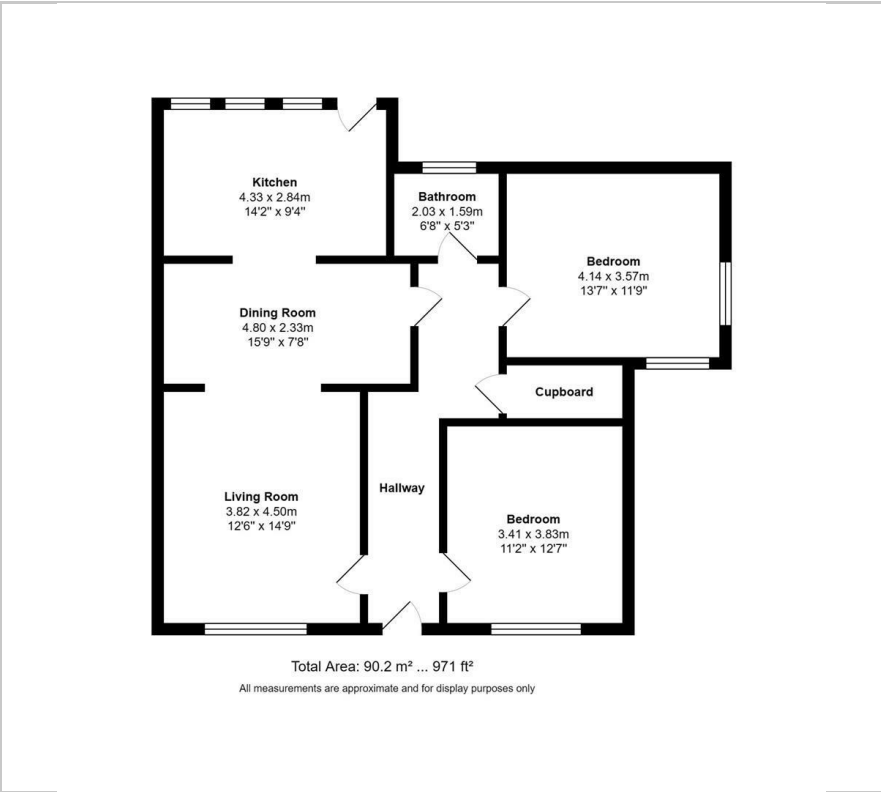 Kitchen
4.33 x 2.84m
14'2" x 9'4"
Bathroom
2.03 x 1.59m
6'8" x 5'3"
Bedroom
4.14 x 3.57m
13'7" x 11'9"
Dining Room
4.80 x 2.33m
15'9" x 7'8"
Cupboard
Living Room
3.82 x 4.50m
12'6" x 14'9"
Hallway
Bedroom
3.41 x 3.83m
11'2" x 12'7"
Total Area: 90.2 m² ... 971 ft²
All measurements are approximate and for display purposes only